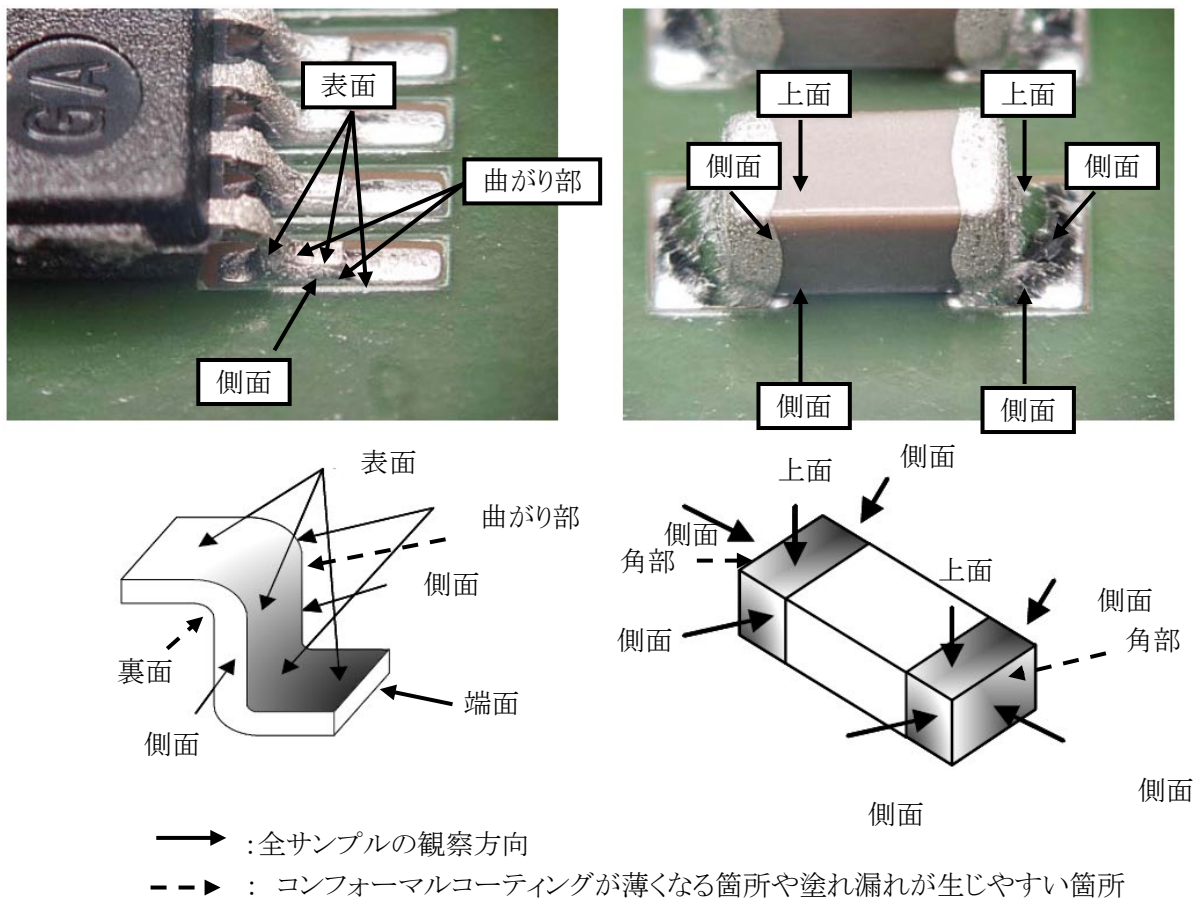 GA
表面
曲がり部
側面
上面
上面
側面
側面
側面
側面
表面
曲がり部
側面
裏面
側面
端面
側面
上面
側面
角部
上面
側面
側面
角部
側面
側面
:全サンプルの観察方向
: コンフォーマルコーティングが薄くなる箇所や塗れ漏れが生じやすい箇所